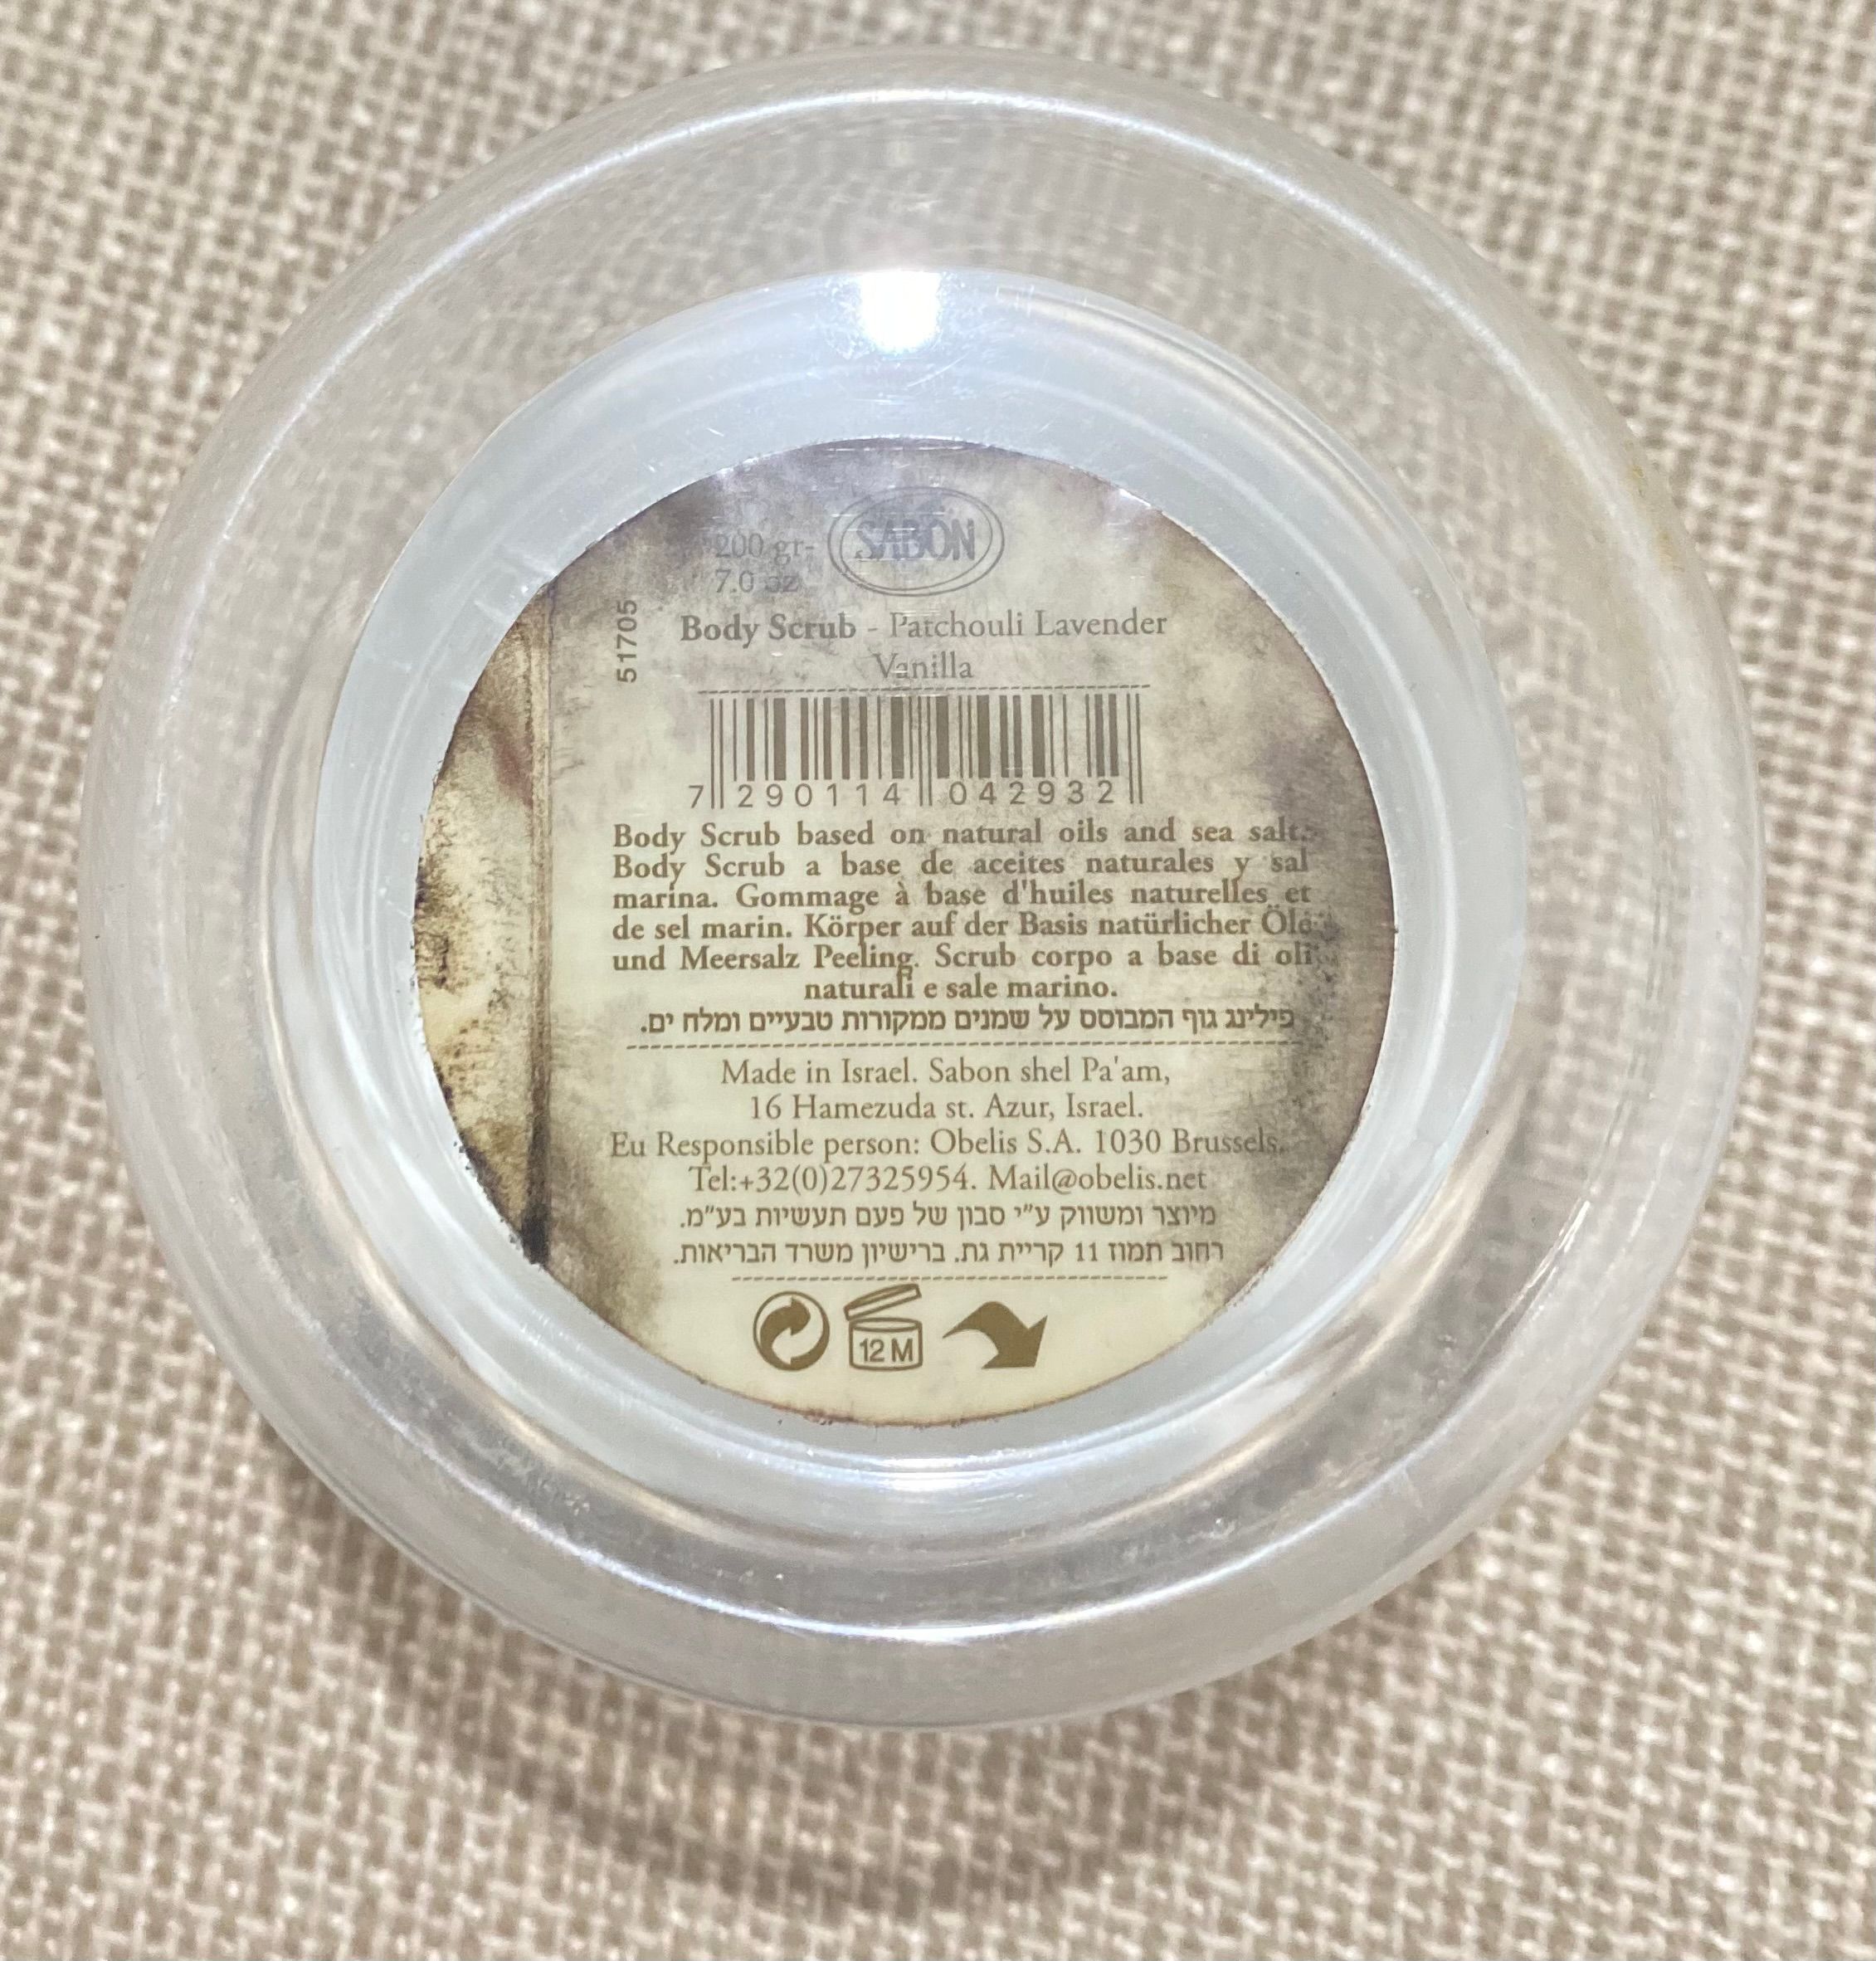 200 gr-
7.0 oz
SABON
51705
Body Scrub - Patchouli Lavender
Vanilla
7 290114 042932
Body Scrub based on natural oils and sea salt.
Body Scrub a base de aceites naturales y sal
marina. Gommage à base d'huiles naturelles et
de sel marin. Körper auf der Basis natürlicher Öle
und Meersalz Peeling. Scrub corpo a base di oli
naturali e sale marino.
פילינג גוף המבוסס על שמנים ממקורות טבעיים ומלח ים.
Made in Israel. Sabon shel Pa'am,
16 Hamezuda st. Azur, Israel.
Eu Responsible person: Obelis S.A. 1030 Brussels.
Tel:+32(0)27325954. Mail@obelis.net
מיוצר ומשווק ע"י סבון של פעם תעשיות בע"מ.
רחוב תמוז 11 קריית גת. ברישיון משרד הבריאות.
12 M